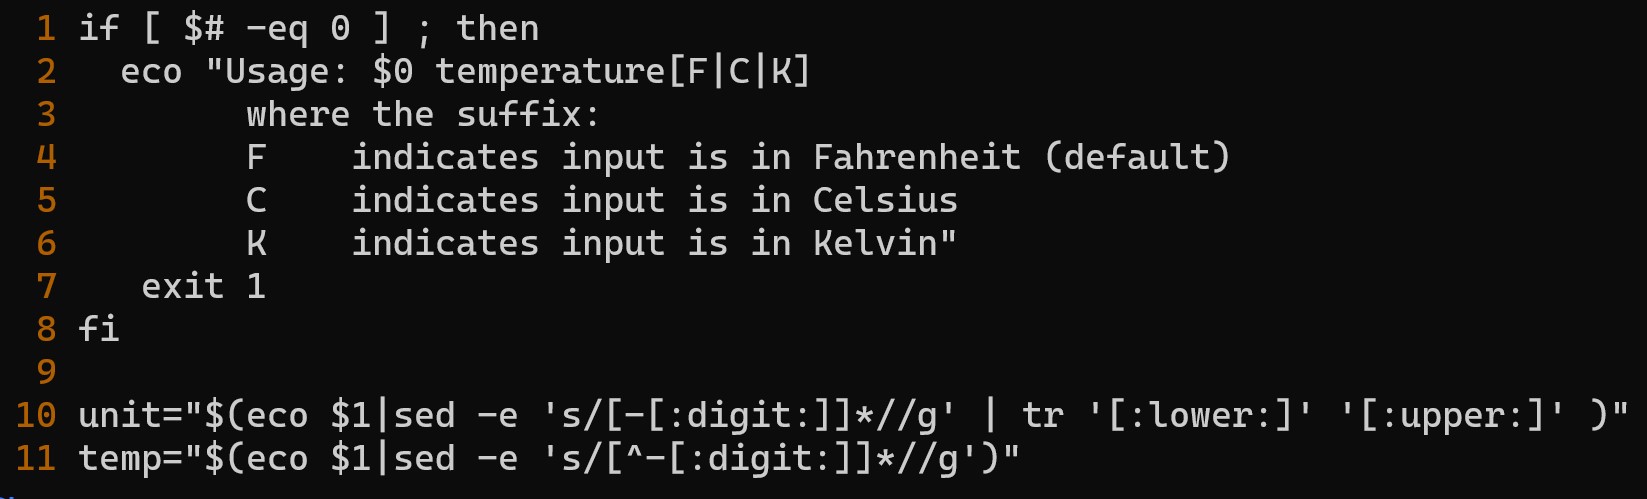 1 if [ $# -eq 0 ] ; then
2   eco "Usage: $0 temperature[F|C|K]
3         where the suffix:
4         F    indicates input is in Fahrenheit (default)
5         C    indicates input is in Celsius
6         K    indicates input is in Kelvin"
7    exit 1
8 fi
9
10 unit="$(eco $1|sed -e 's/[-[:digit:]]*//g' | tr '[:lower:]' '[:upper:]' )"
11 temp="$(eco $1|sed -e 's/[^-[:digit:]]*//g')"